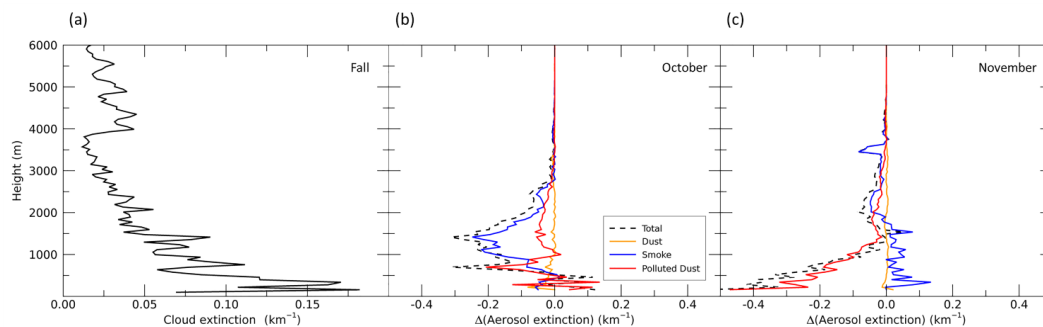 (a)
(b)
(c)
6000
5000
4000
3000
2000
1000
0
Height (m)
Fall
0.00
0.05
0.10
0.15
Cloud extinction (km⁻¹)
October
-0.4
-0.2
0.0
0.2
Δ(Aerosol extinction) (km⁻¹)
Total
Dust
Smoke
Polluted Dust
November
-0.4
-0.2
0.0
0.2
0.4
Δ(Aerosol extinction) (km⁻¹)